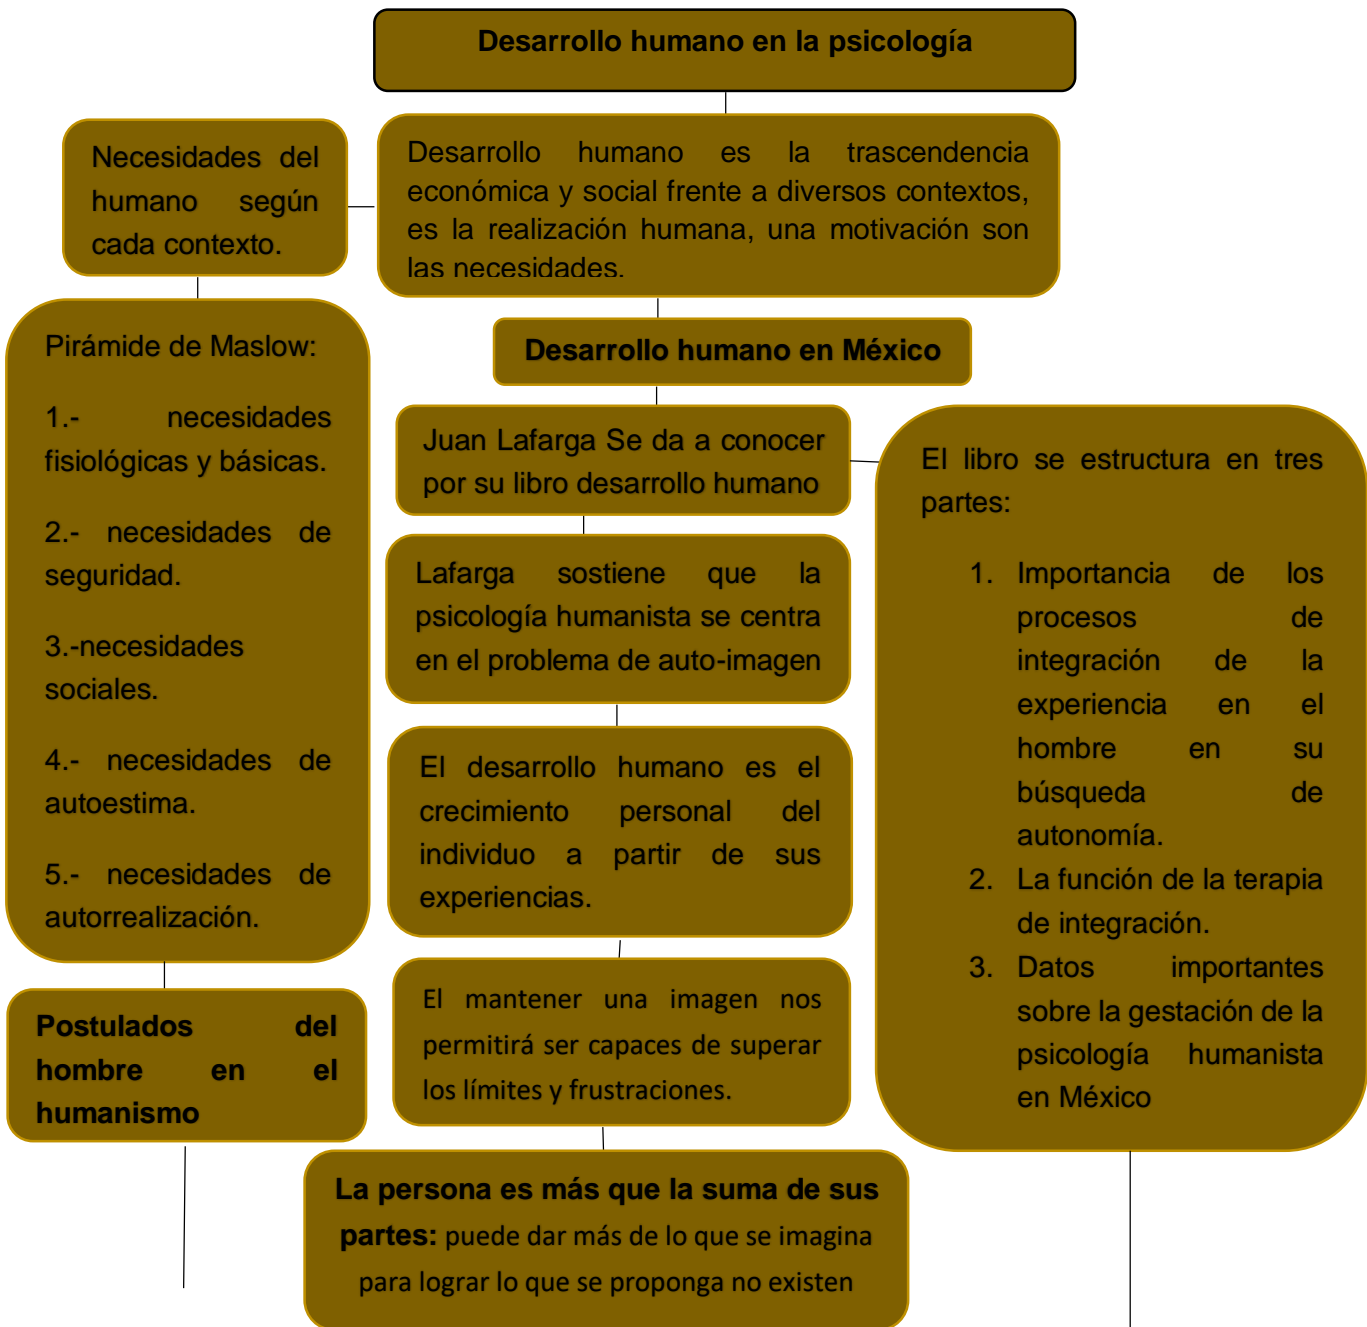 Desarrollo humano en la psicología
Necesidades del
humano según
cada contexto.
Desarrollo humano es la trascendencia
económica y social frente a diversos contextos,
es la realización humana, una motivación son
las necesidades.
Pirámide de Maslow:
1.- necesidades
fisiológicas y básicas.
2.- necesidades de
seguridad.
3.-necesidades
sociales.
4.- necesidades de
autoestima.
5.- necesidades de
autorrealización.
Postulados del
hombre en el
humanismo
Desarrollo humano en México
Juan Lafarga Se da a conocer
por su libro desarrollo humano
Lafarga sostiene que la
psicología humanista se centra
en el problema de auto-imagen
El desarrollo humano es el
crecimiento personal del
individuo a partir de sus
experiencias.
El mantener una imagen nos
permitirá ser capaces de superar
los límites y frustraciones.
La persona es más que la suma de sus
partes: puede dar más de lo que se imagina
para lograr lo que se proponga no existen
El libro se estructura en tres
partes:
1. Importancia de los
procesos de
integración de la
experiencia en el
hombre en su
búsqueda de
autonomía.
2. La función de la terapia
de integración.
3. Datos importantes
sobre la gestación de la
psicología humanista
en México